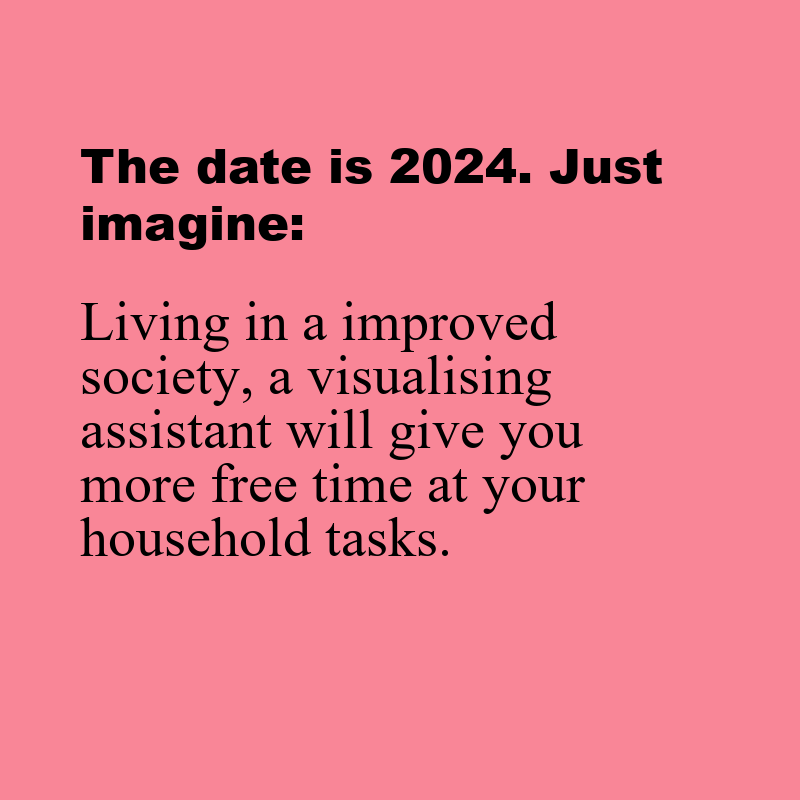 The date is 2024. Just
imagine:
Living in a improved
society, a visualising
assistant will give you
more free time at your
household tasks.